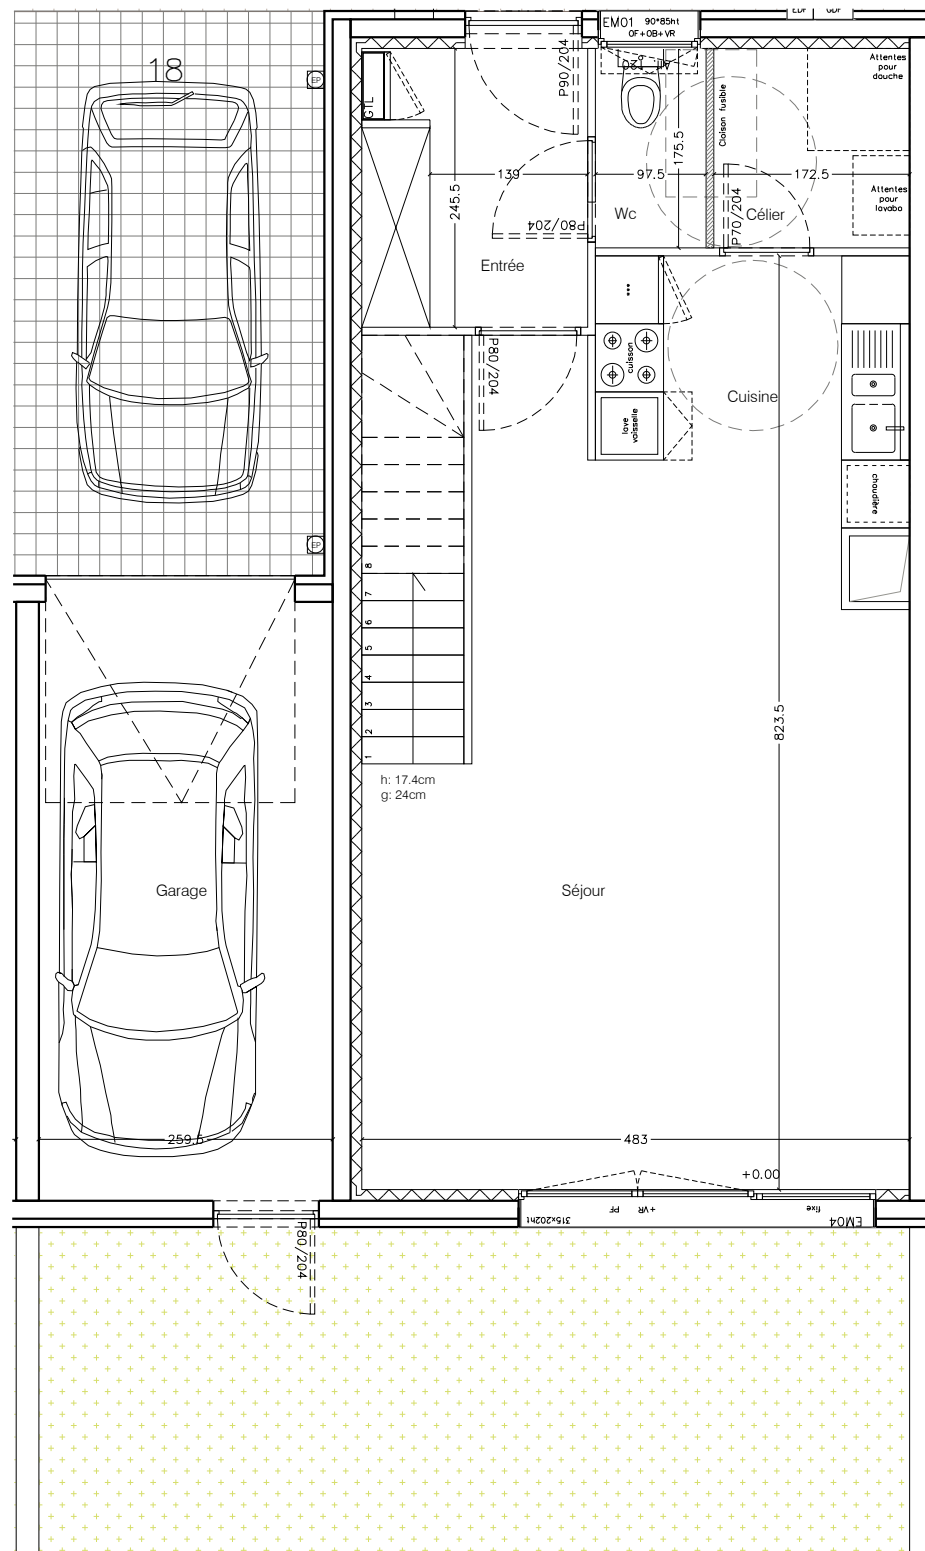 EM01 90*85ht
OF+OB+VR
18
EP
GTL
P90/204
Attentes
pour
douche
Cloison fusible
175.5
139
97.5
172.5
245.5
P80/204
Wc
P70/204
Célier
Attentes
pour
lavabo
Entrée
P80/204
cuisson
Cuisine
lave
vaisselle
chaudière
EP
8
7
6
5
4
3
2
1
h: 17.4cm
g: 24cm
823.5
Garage
Séjour
259.5
483
+0.00
315x202ht
PF
+VR
fixe
EM04
P80/204